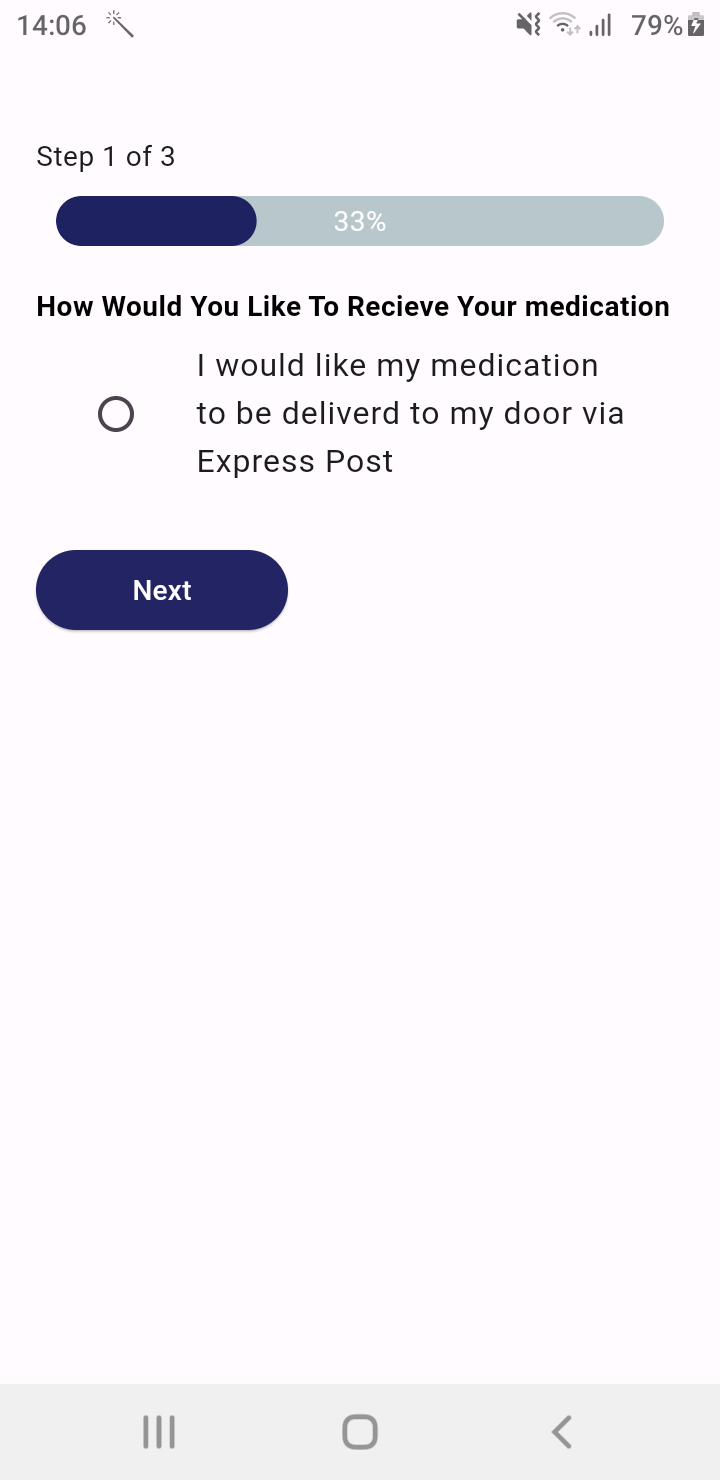 14:06
79%
Step 1 of 3
33%
How Would You Like To Recieve Your medication
I would like my medication
to be deliverd to my door via
Express Post
Next